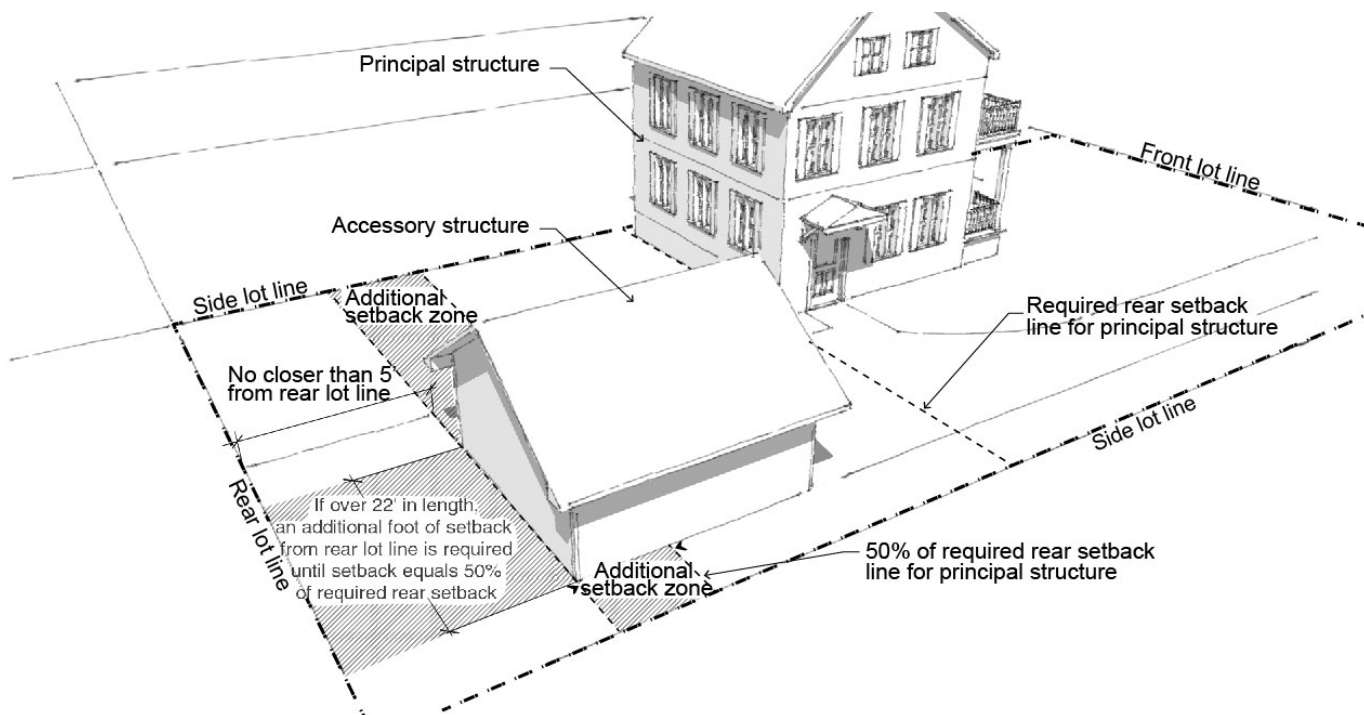 Principal structure
Front lot line
Accessory structure
Side lot line
Additional
setback zone
Required rear setback
line for principal structure
No closer than 5'
from rear lot line
Side lot line
Rear lot line
If over 22' in length,
an additional foot of setback
from rear lot line is required
until setback equals 50%
of required rear setback
Additional
setback zone
50% of required rear setback
line for principal structure